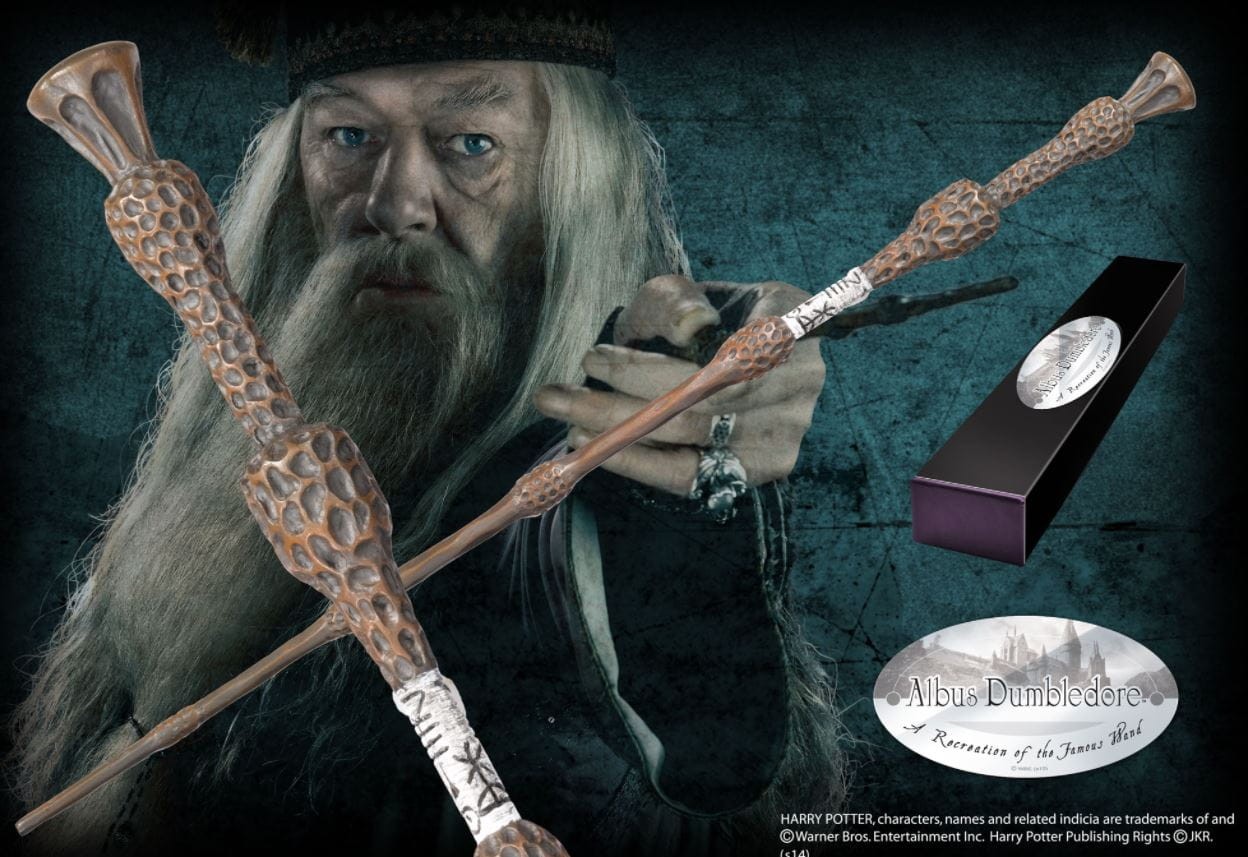 Albus Dumbledore
A Recreation of the Famous Wand
Albus Dumbledore™
A Recreation of the Famous Wand
HARRY POTTER, characters, names and related indicia are trademarks of and
©Warner Bros. Entertainment Inc. Harry Potter Publishing Rights © JKR.
(s14)